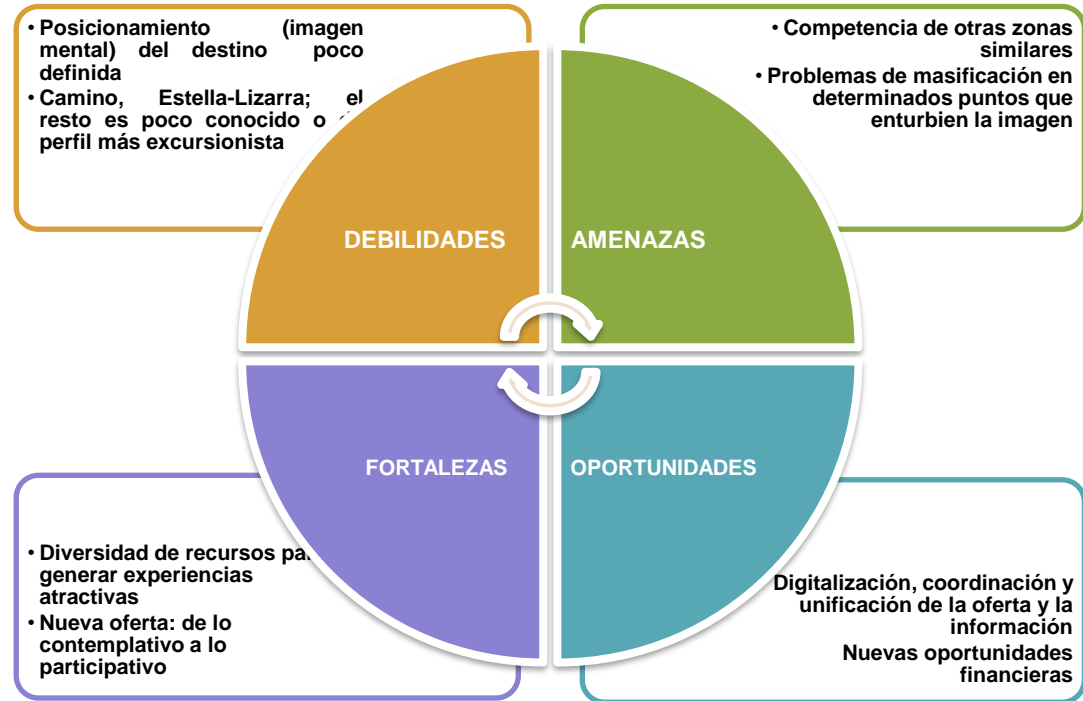 • Posicionamiento (imagen
mental) del destino poco
definida
• Camino, Estella-Lizarra; el
resto es poco conocido o
perfil más excursionista
• Competencia de otras zonas
similares
• Problemas de masificación en
determinados puntos que
enturbien la imagen
DEBILIDADES
AMENAZAS
FORTALEZAS
OPORTUNIDADES
• Diversidad de recursos
generar experiencias
atractivas
• Nueva oferta: de lo
contemplativo a lo
participativo
Digitalización, coordinación y
unificación de la oferta y la
información
Nuevas oportunidades
financieras